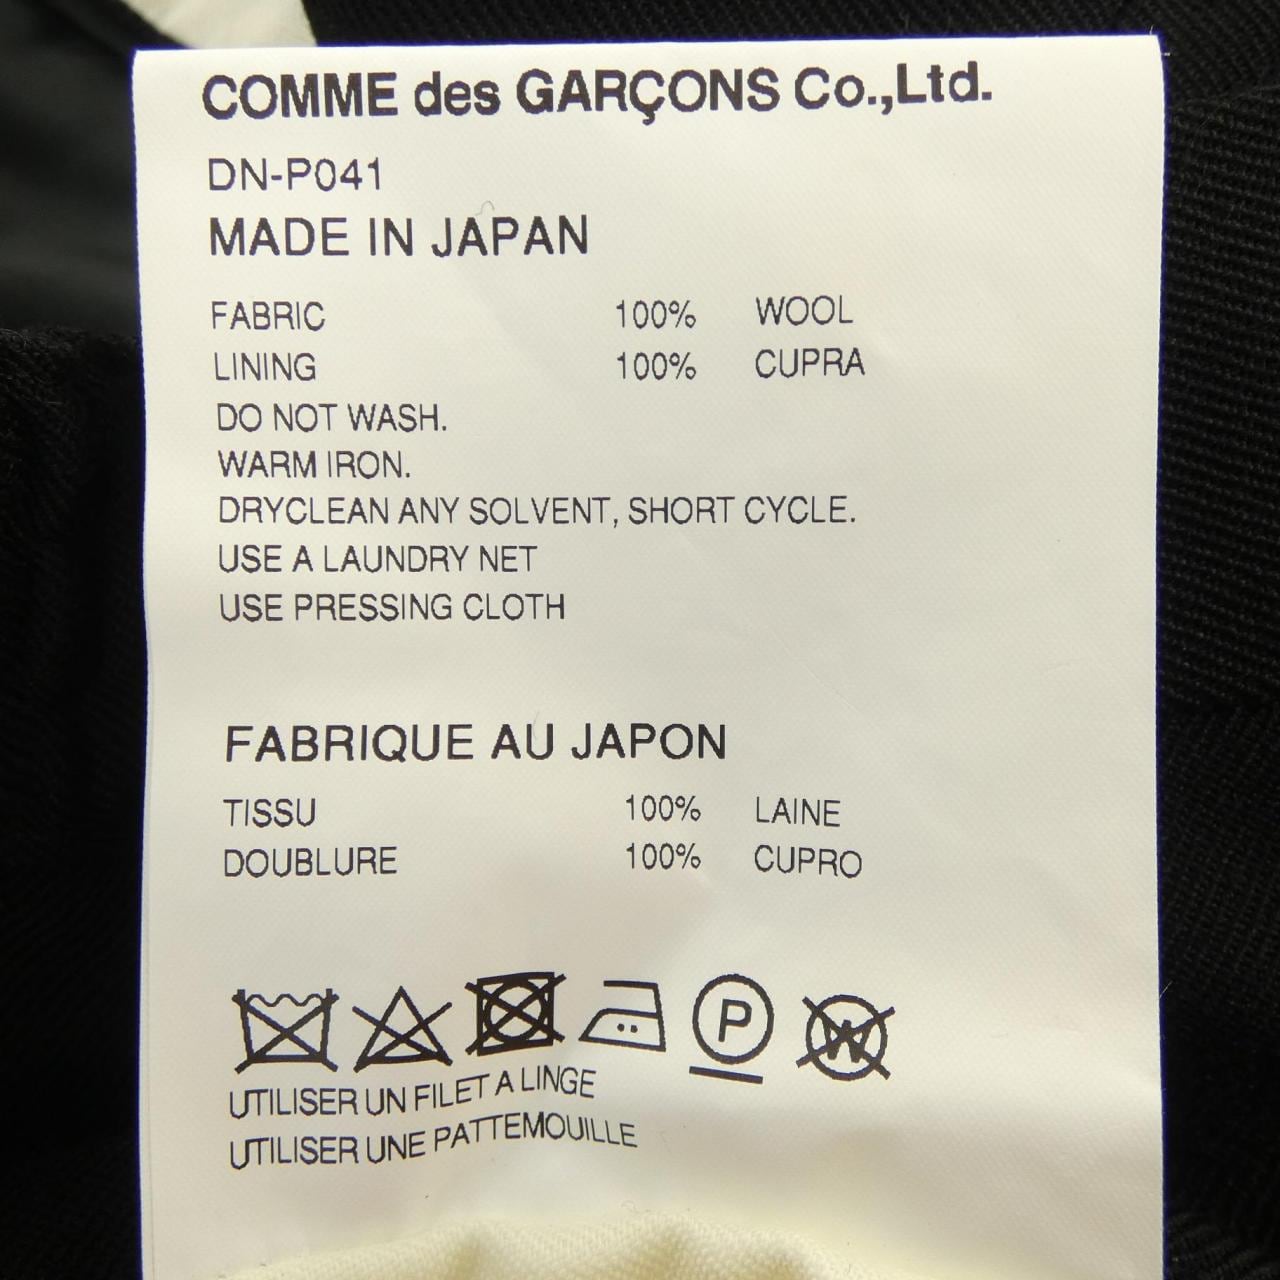 COMME des GARÇONS Co.,Ltd.
DN-P041
MADE IN JAPAN
FABRIC 100% WOOL
LINING 100% CUPRA
DO NOT WASH.
WARM IRON.
DRYCLEAN ANY SOLVENT, SHORT CYCLE.
USE A LAUNDRY NET
USE PRESSING CLOTH
FABRIQUE AU JAPON
TISSU 100% LAINE
DOUBLURE 100% CUPRO
P W
UTILISER UN FILET A LINGE
UTILISER UNE PATTEMOUILLE